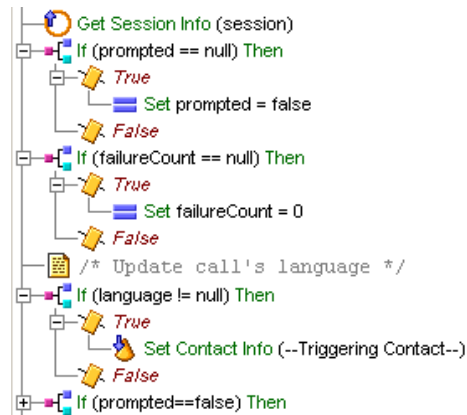 Get Session Info (session)
If (prompted == null) Then
True
Set prompted = false
False
If (failureCount == null) Then
True
Set failureCount = 0
False
/* Update call's language */
If (language != null) Then
True
Set Contact Info (--Triggering Contact--)
False
If (prompted==false) Then